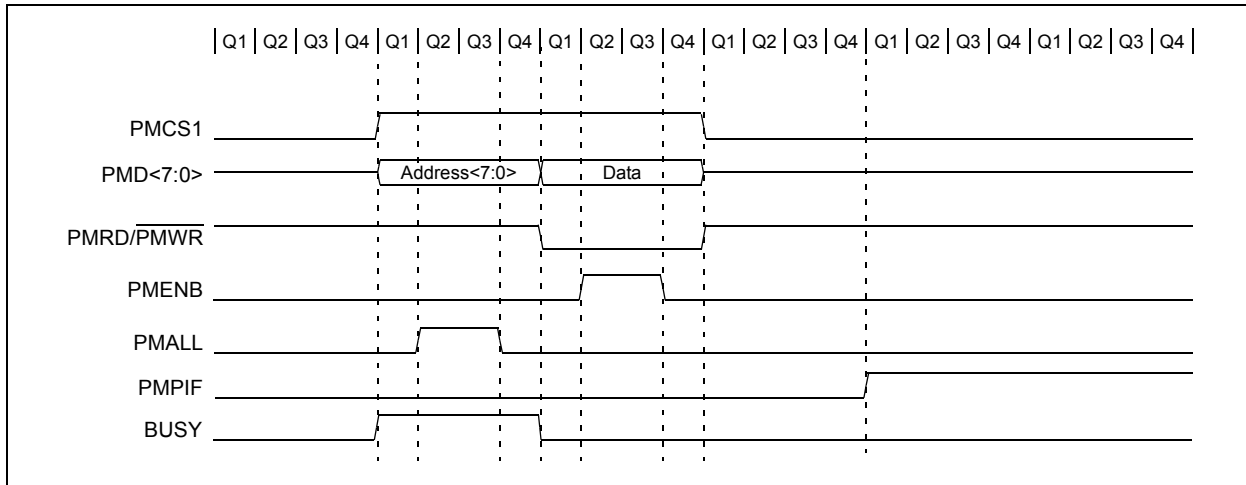 Q1 Q2 Q3 Q4 Q1 Q2 Q3 Q4 Q1 Q2 Q3 Q4 Q1 Q2 Q3 Q4 Q1 Q2 Q3 Q4 Q1 Q2 Q3 Q4
PMCS1
PMD<7:0> Address<7:0> Data
PMRD/PMWR
PMENB
PMALL
PMPIF
BUSY